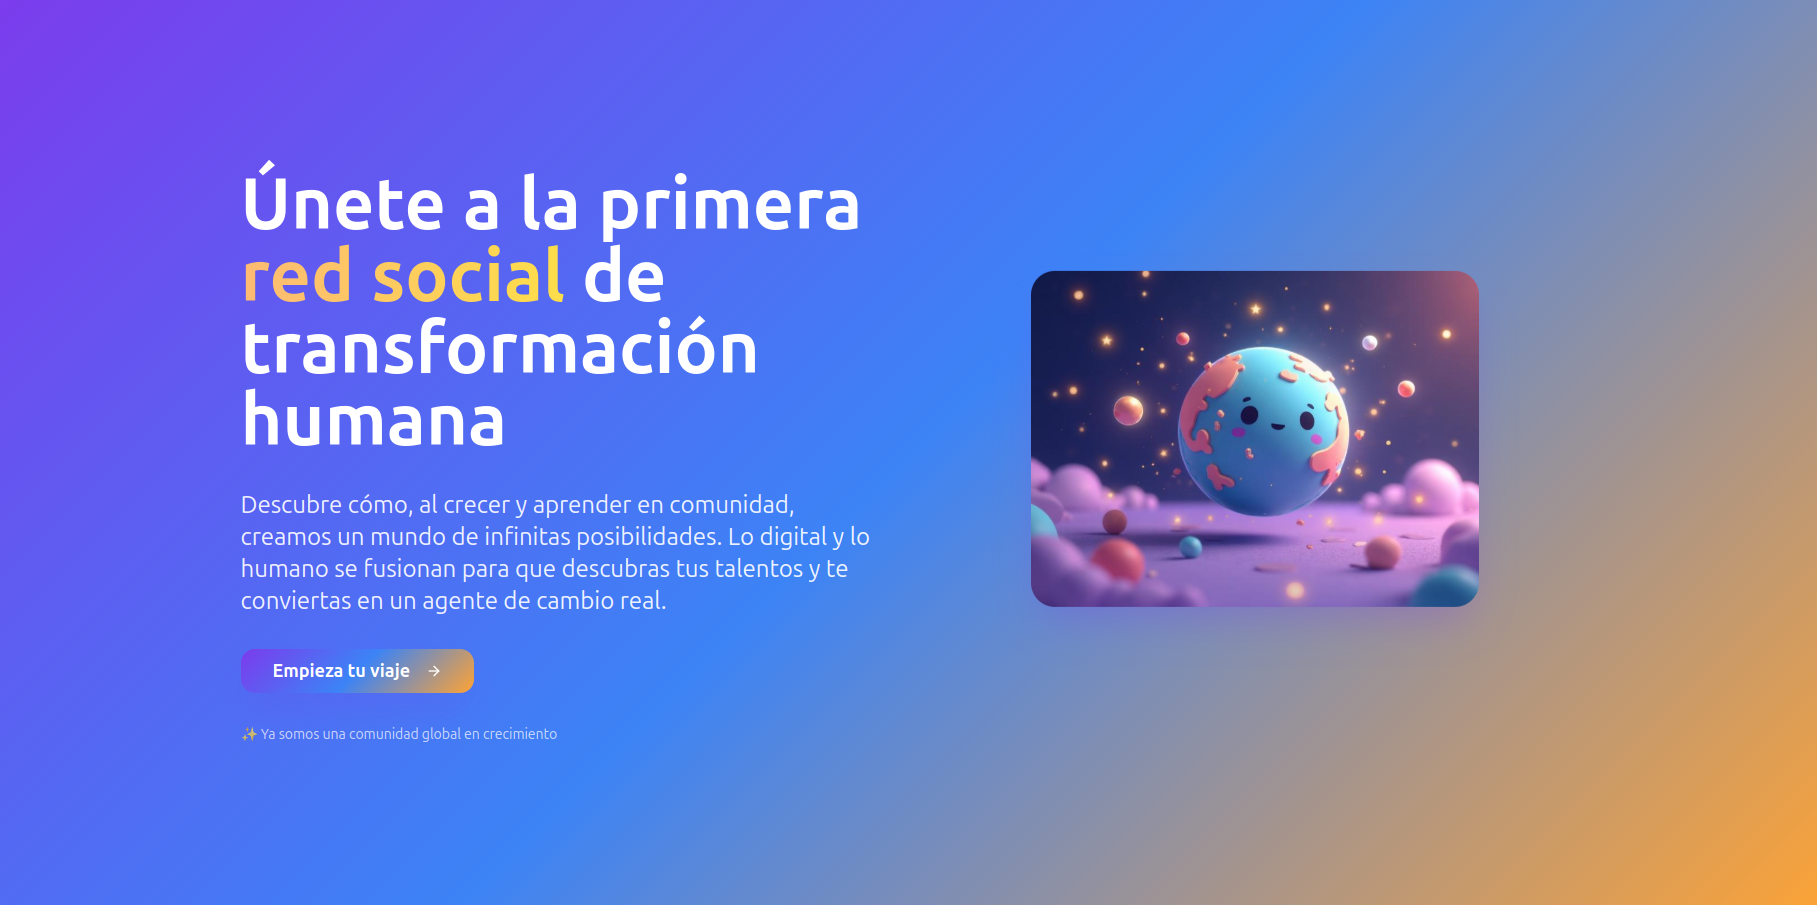 Únete a la primera
red social de
transformación
humana
Descubre cómo, al crecer y aprender en comunidad,
creamos un mundo de infinitas posibilidades. Lo digital y lo
humano se fusionan para que descubras tus talentos y te
conviertas en un agente de cambio real.
Empieza tu viaje →
✨ Ya somos una comunidad global en crecimiento